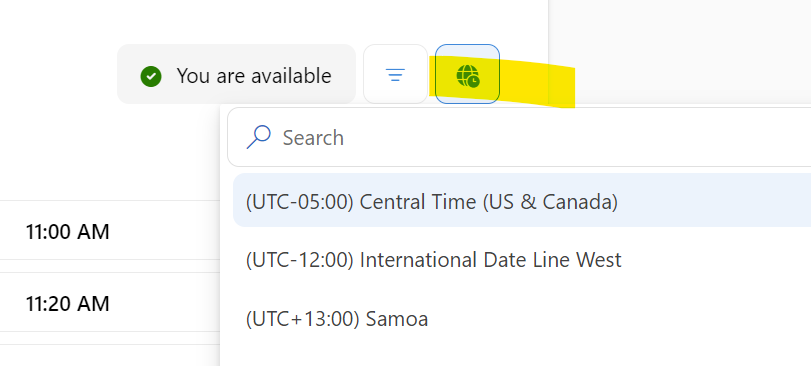 You are available
Search
(UTC-05:00) Central Time (US & Canada)
11:00 AM
(UTC-12:00) International Date Line West
11:20 AM
(UTC+13:00) Samoa